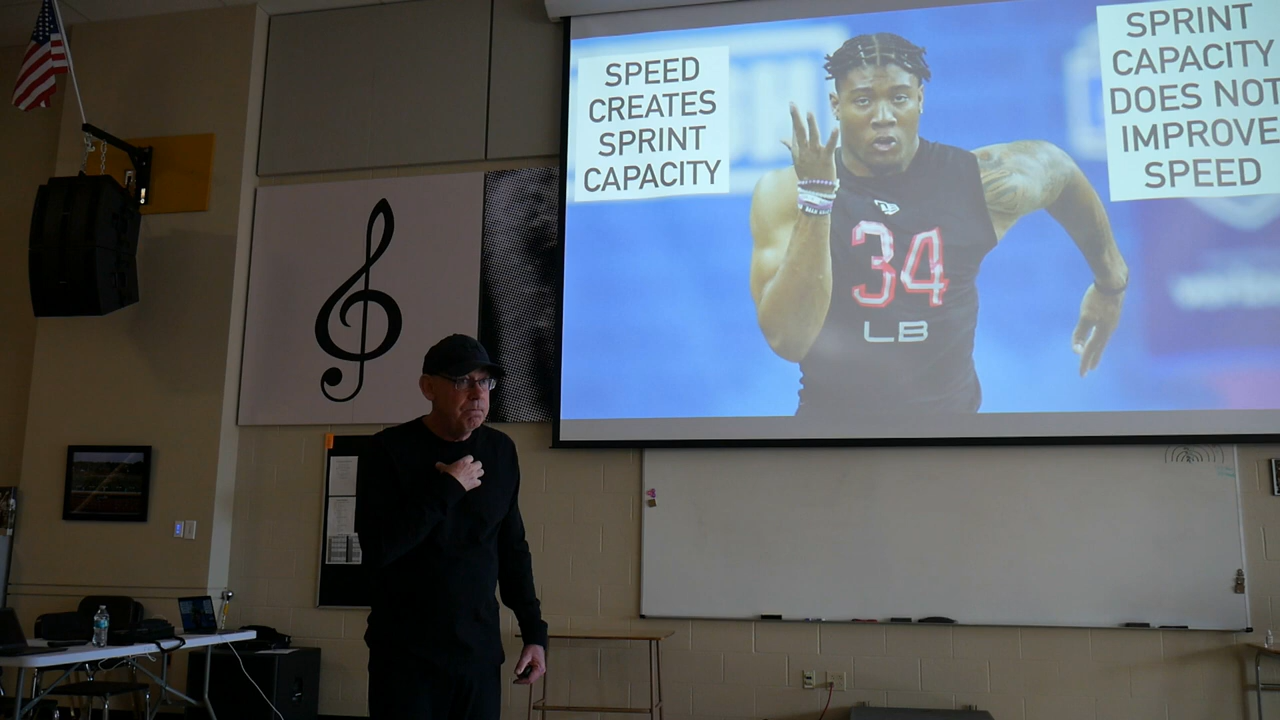 SPEED
CREATES
SPRINT
CAPACITY
SPRINT
CAPACITY
DOES NOT
IMPROVE
SPEED
34
LB